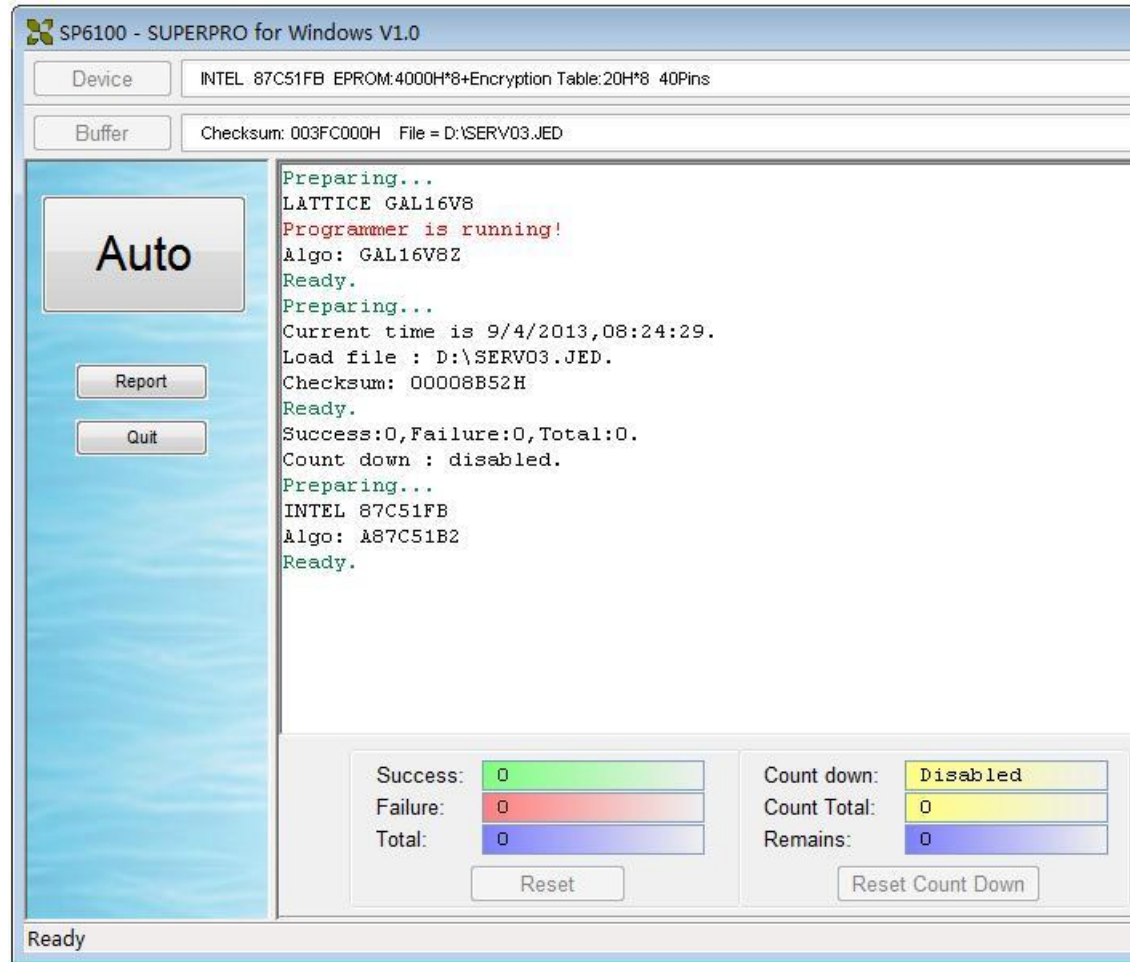 SP6100 - SUPERPRO for Windows V1.0
Device INTEL 87C51FB EPROM:4000H*8+Encryption Table:20H*8 40Pins
Buffer Checksum: 003FC000H File = D:\SERV03.JED
Auto
Report
Quit
Preparing...
LATTICE GAL16V8
Programmer is running!
Algo: GAL16V8Z
Ready.
Preparing...
Current time is 9/4/2013,08:24:29.
Load file : D:\SERV03.JED.
Checksum: 00008B52H
Ready.
Success:0,Failure:0,Total:0.
Count down : disabled.
Preparing...
INTEL 87C51FB
Algo: A87C51B2
Ready.
Success: 0
Failure: 0
Total: 0
Reset
Count down: Disabled
Count Total: 0
Remains: 0
Reset Count Down
Ready